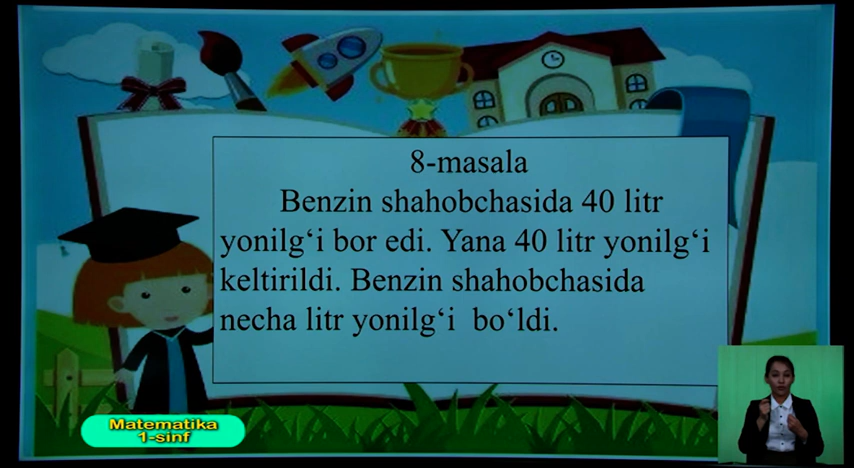 8-masala
Benzin shahobchasida 40 litr
yonilg‘i bor edi. Yana 40 litr yonilg‘i
keltirildi. Benzin shahobchasida
necha litr yonilg‘i bo‘ldi.
Matematika
1-sinf